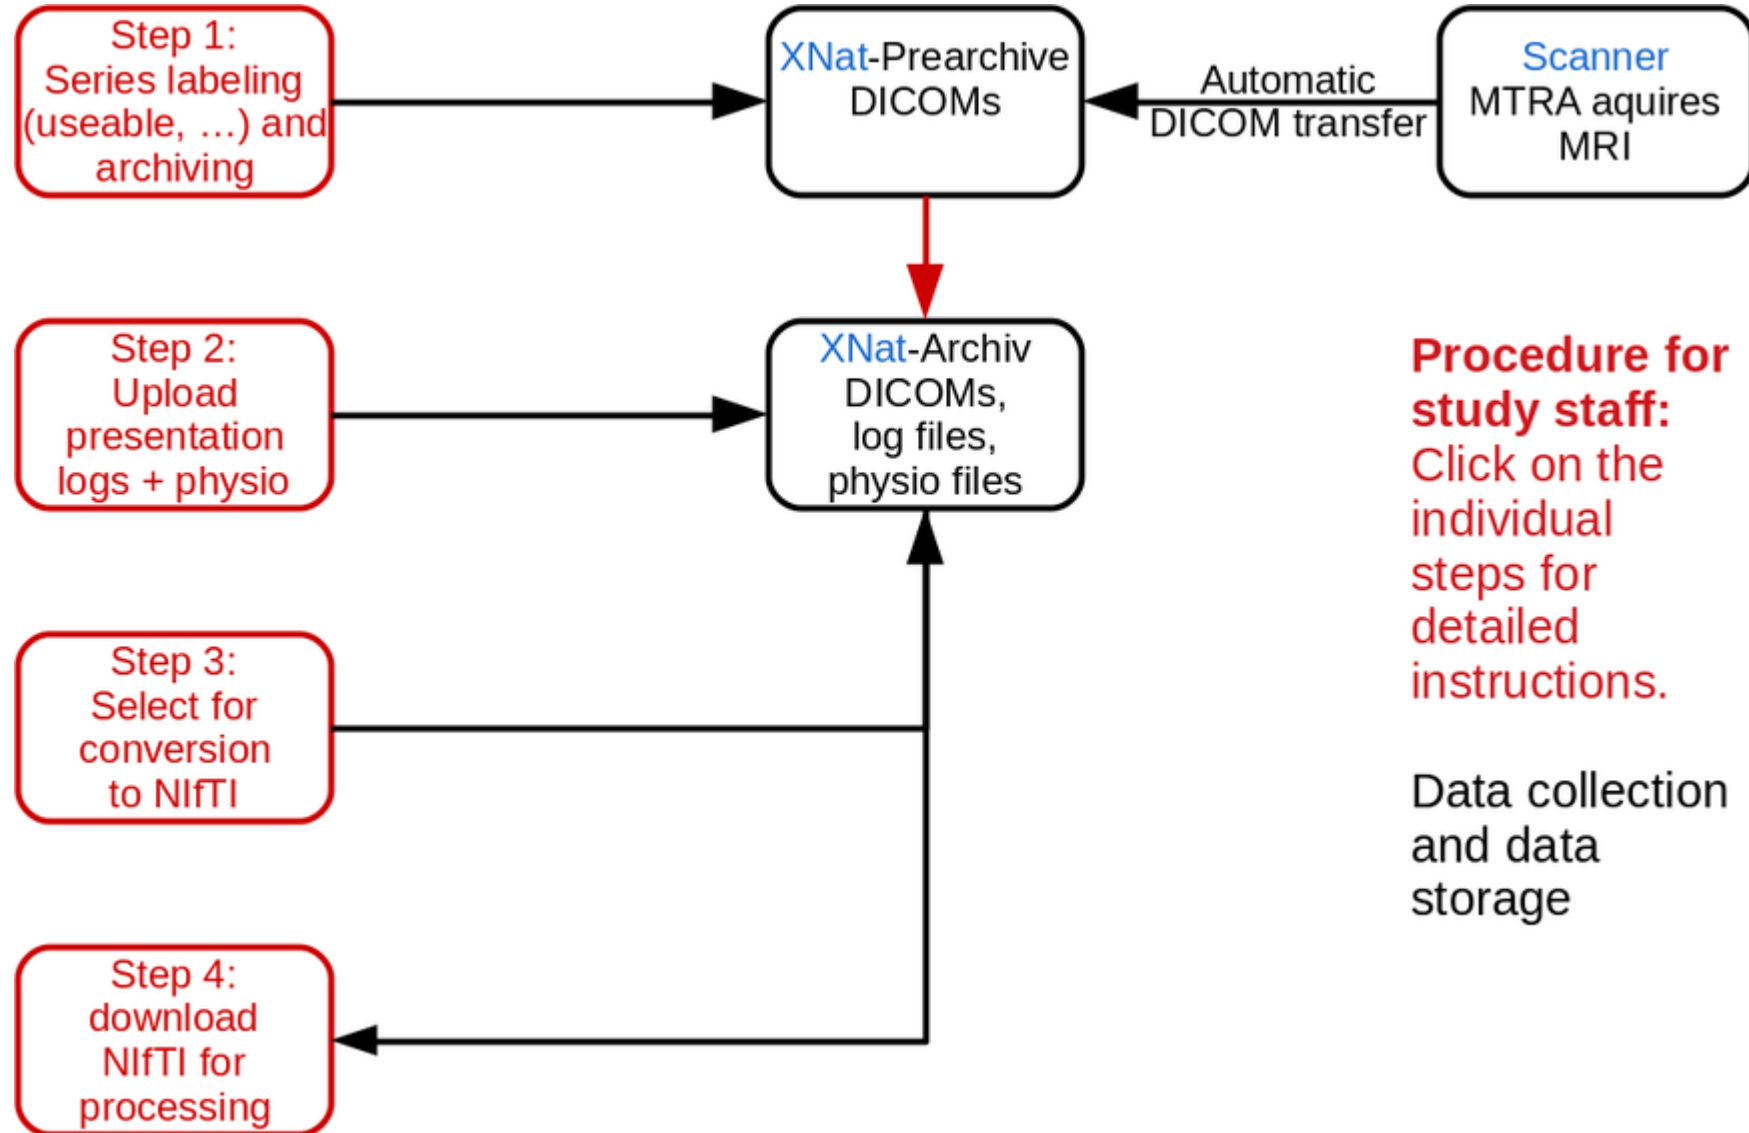 Step 1:
Series labeling
(useable, ...) and
archiving
XNat-Prearchive
DICOMs
Automatic
DICOM transfer
Scanner
MTRA aquires
MRI
Step 2:
Upload
presentation
logs + physio
XNat-Archiv
DICOMs,
log files,
physio files
Procedure for
study staff:
Click on the
individual
steps for
detailed
instructions.
Data collection
and data
storage
Step 3:
Select for
conversion
to NIfTI
Step 4:
download
NIfTI for
processing